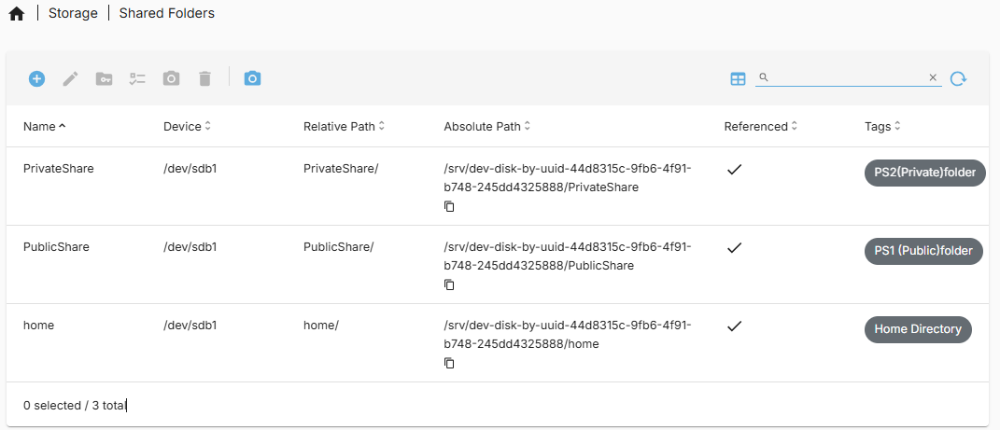 Storage Shared Folders
Name Device Relative Path Absolute Path Referenced Tags
PrivateShare /dev/sdb1 PrivateShare/ /srv/dev-disk-by-uuid-44d8315c-9fb6-4f91-
b748-245dd4325888/PrivateShare PS2(Private)folder
PublicShare /dev/sdb1 PublicShare/ /srv/dev-disk-by-uuid-44d8315c-9fb6-4f91-
b748-245dd4325888/PublicShare PS1 (Public)folder
home /dev/sdb1 home/ /srv/dev-disk-by-uuid-44d8315c-9fb6-4f91-
b748-245dd4325888/home Home Directory
0 selected / 3 total